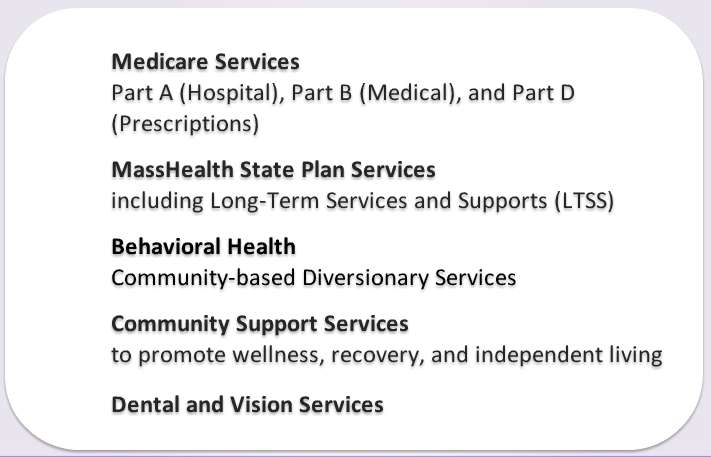 Medicare Services
Part A (Hospital), Part B (Medical), and Part D
(Prescriptions)
MassHealth State Plan Services
including Long-Term Services and Supports (LTSS)
Behavioral Health
Community-based Diversionary Services
Community Support Services
to promote wellness, recovery, and independent living
Dental and Vision Services